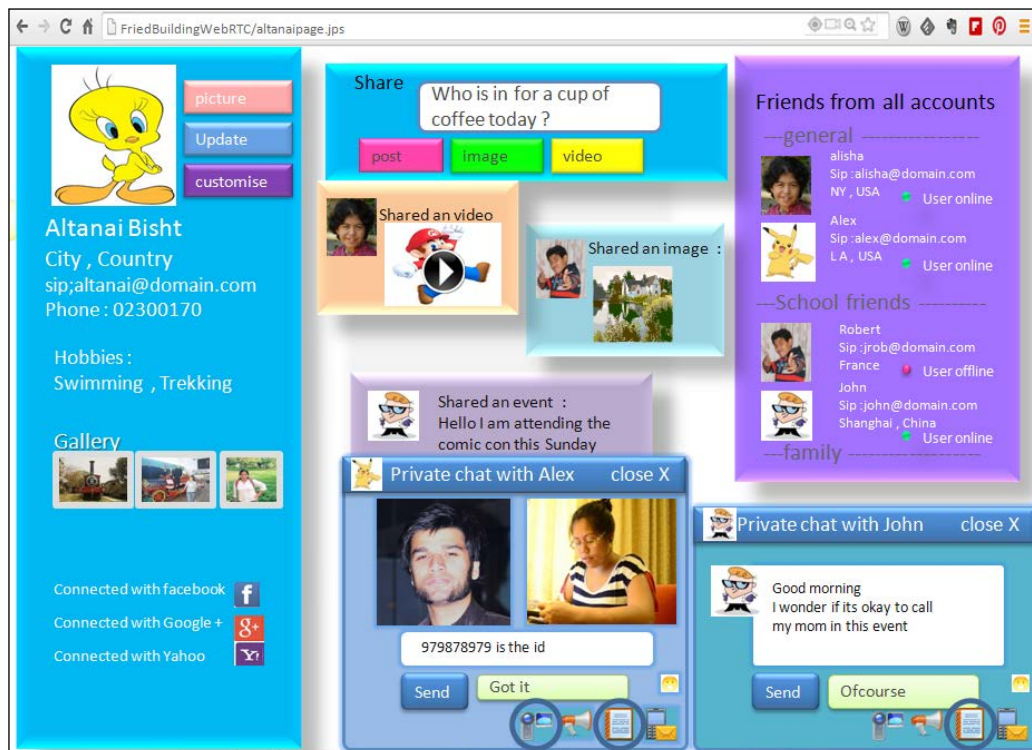 FriedBuildingWebRTC/altanaipage.jps
picture
Update
customise
Altanai Bisht
City , Country
sip;altanai@domain.com
Phone : 02300170
Hobbies :
Swimming , Trekking
Gallery
Connected with facebook
f
Connected with Google +
g+
Connected with Yahoo
Y!
Share
Who is in for a cup of
coffee today ?
post
image
video
Shared an video
Shared an image :
Shared an event :
Hello I am attending the
comic con this Sunday
Friends from all accounts
---general -----------------
alisha
Sip :alisha@domain.com
NY , USA
User online
Alex
Sip :alex@domain.com
L A , USA
User online
---School friends ----------
Robert
Sip :jrob@domain.com
France
User offline
John
Sip :john@domain.com
Shanghai , China
User online
---family -------------------
Private chat with Alex close X
979878979 is the id
Send
Got it
Private chat with John close X
Good morning
I wonder if its okay to call
my mom in this event
Send
Ofcourse